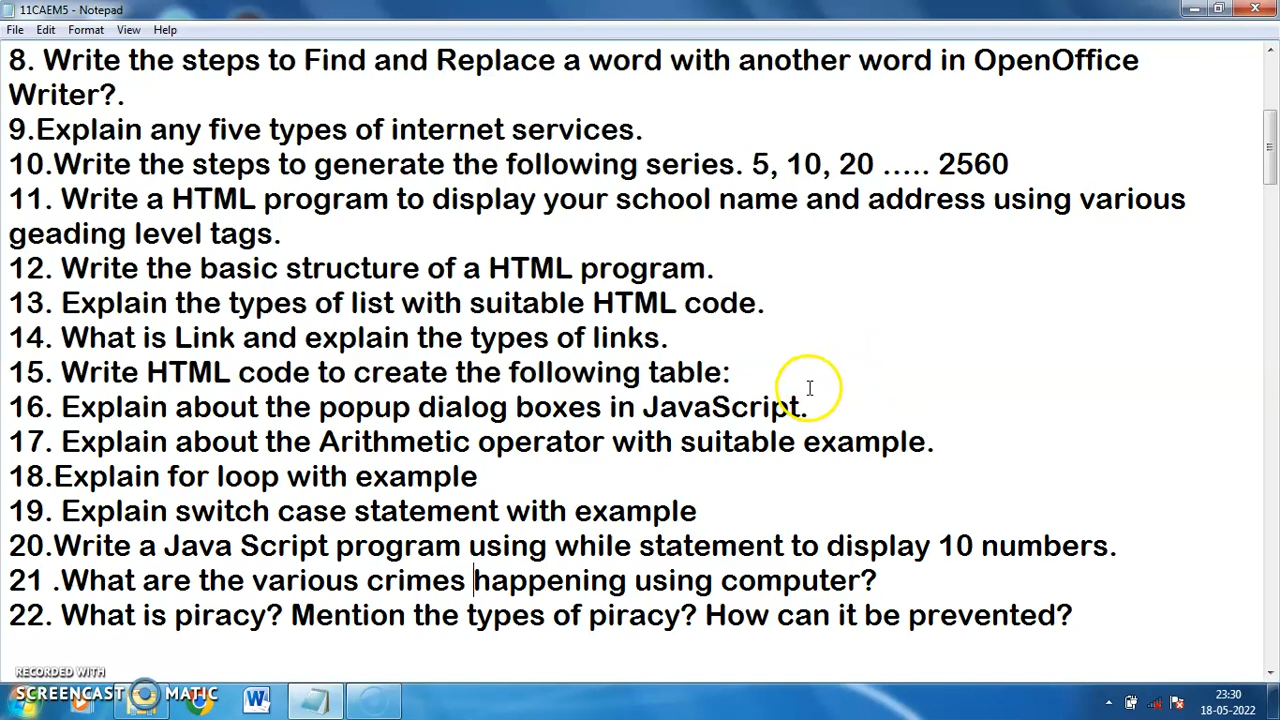 11CAEM5 - Notepad
File Edit Format View Help
8. Write the steps to Find and Replace a word with another word in OpenOffice
Writer?.
9.Explain any five types of internet services.
10.Write the steps to generate the following series. 5, 10, 20 ..... 2560
11. Write a HTML program to display your school name and address using various
geading level tags.
12. Write the basic structure of a HTML program.
13. Explain the types of list with suitable HTML code.
14. What is Link and explain the types of links.
15. Write HTML code to create the following table:
16. Explain about the popup dialog boxes in JavaScript.
17. Explain about the Arithmetic operator with suitable example.
18.Explain for loop with example
19. Explain switch case statement with example
20.Write a Java Script program using while statement to display 10 numbers.
21 .What are the various crimes happening using computer?
22. What is piracy? Mention the types of piracy? How can it be prevented?
RECORDED WITH
SCREENCAST MATIC
23:30
18-05-2022